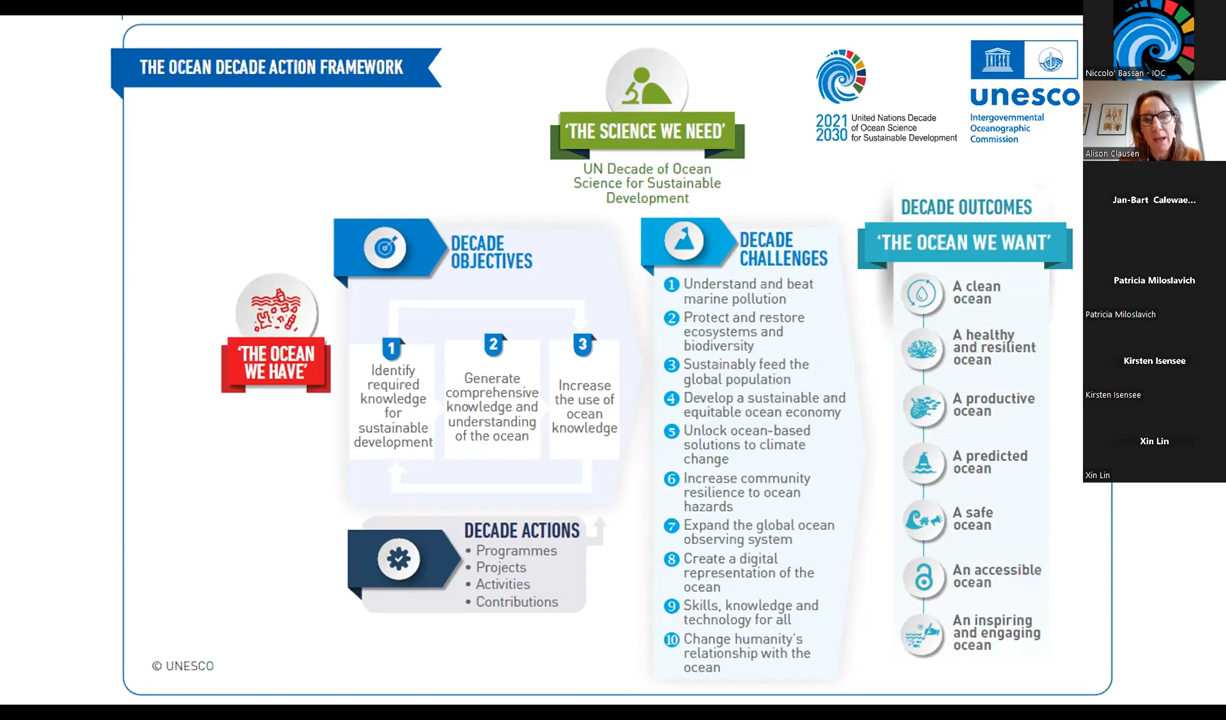 THE OCEAN DECADE ACTION FRAMEWORK
'THE SCIENCE WE NEED'
UN Decade of Ocean
Science for Sustainable
Development
2021
2030
United Nations Decade
of Ocean Science
for Sustainable Development
unesco
Intergovernmental
Oceanographic
Commission
'THE OCEAN
WE HAVE'
DECADE
OBJECTIVES
1
Identify
required
knowledge
for
sustainable
development
2
Generate
comprehensive
knowledge and
understanding
of the ocean
3
Increase
the use of
ocean
knowledge
DECADE ACTIONS
• Programmes
• Projects
• Activities
• Contributions
DECADE
CHALLENGES
1 Understand and beat
marine pollution
2 Protect and restore
ecosystems and
biodiversity
3 Sustainably feed the
global population
4 Develop a sustainable and
equitable ocean economy
5 Unlock ocean-based
solutions to climate
change
6 Increase community
resilience to ocean
hazards
7 Expand the global ocean
observing system
8 Create a digital
representation of the
ocean
9 Skills, knowledge and
technology for all
10 Change humanity's
relationship with the
ocean
DECADE OUTCOMES
'THE OCEAN WE WANT'
A clean
ocean
A healthy
and resilient
ocean
A productive
ocean
A predicted
ocean
A safe
ocean
An accessible
ocean
An inspiring
and engaging
ocean
© UNESCO
Niccolo' Bassan - IOC
Alison Clausen
Jan-Bart Calewae...
Patricia Miloslavich
Patricia Miloslavich
Kirsten Isensee
Kirsten Isensee
Xin Lin
Xin Lin